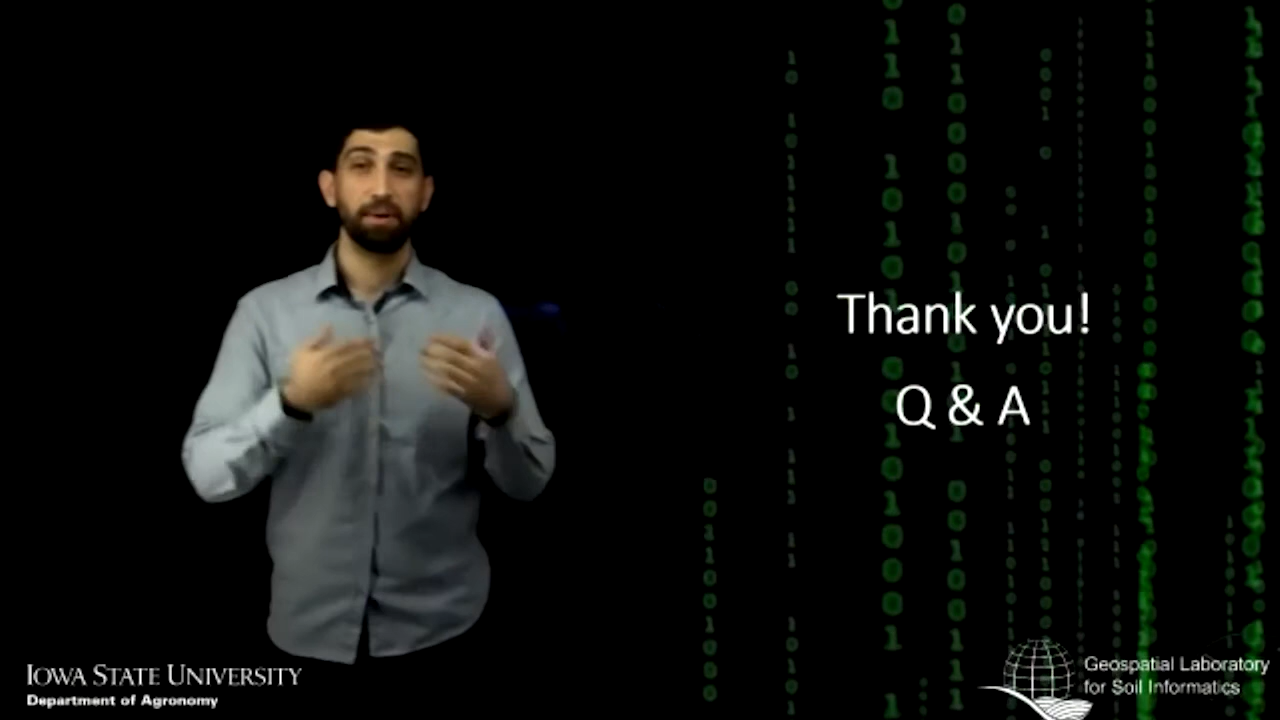 Thank you!
Q & A
IOWA STATE UNIVERSITY
Department of Agronomy
Geospatial Laboratory
for Soil Informatics